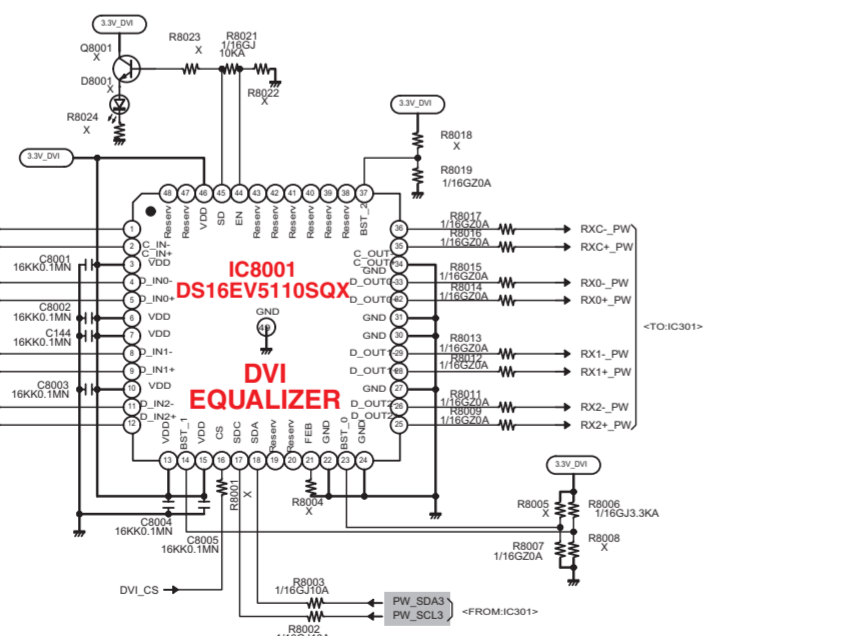 3.3V_DVI
Q8001
X
D8001
X
R8024
X
R8023
X
R8021
1/16GJ
10KA
R8022
X
3.3V_DVI
3.3V_DVI
R8018
X
R8019
1/16GZ0A
48 47 46 45 44 43 42 41 40 39 38 37
Reserv Reserv VDD SD EN Reserv Reserv Reserv Reserv Reserv Reserv BST_2
1
2
3
4
5
6
7
8
9
10
11
12
C_IN-
C_IN+
VDD
D_IN0-
D_IN0+
VDD
VDD
D_IN1-
D_IN1+
VDD
D_IN2-
D_IN2+
C8001
16KK0.1MN
C8002
16KK0.1MN
C144
16KK0.1MN
C8003
16KK0.1MN
IC8001
DS16EV5110SQX
GND
49
DVI
EQUALIZER
C_OUT
C_OUT
GND
D_OUT0
D_OUT0
GND
GND
D_OUT1
D_OUT1
GND
D_OUT2
D_OUT2
36
35
34
33
32
31
30
29
28
27
26
25
R8017
1/16GZ0A
R8016
1/16GZ0A
R8015
1/16GZ0A
R8014
1/16GZ0A
R8013
1/16GZ0A
R8012
1/16GZ0A
R8011
1/16GZ0A
R8009
1/16GZ0A
RXC-_PW
RXC+_PW
RX0-_PW
RX0+_PW
RX1-_PW
RX1+_PW
RX2-_PW
RX2+_PW
<TO:IC301>
VDD BST_1 VDD CS SDC SDA Reserv Reserv FEB GND BST_0 GND
13 14 15 16 17 18 19 20 21 22 23 24
C8004
16KK0.1MN
C8005
16KK0.1MN
R8001
X
R8004
X
3.3V_DVI
R8005
X
R8006
1/16GJ3.3KA
R8007
1/16GZ0A
R8008
X
DVI_CS
R8003
1/16GJ10A
R8002
PW_SDA3
PW_SCL3
<FROM:IC301>